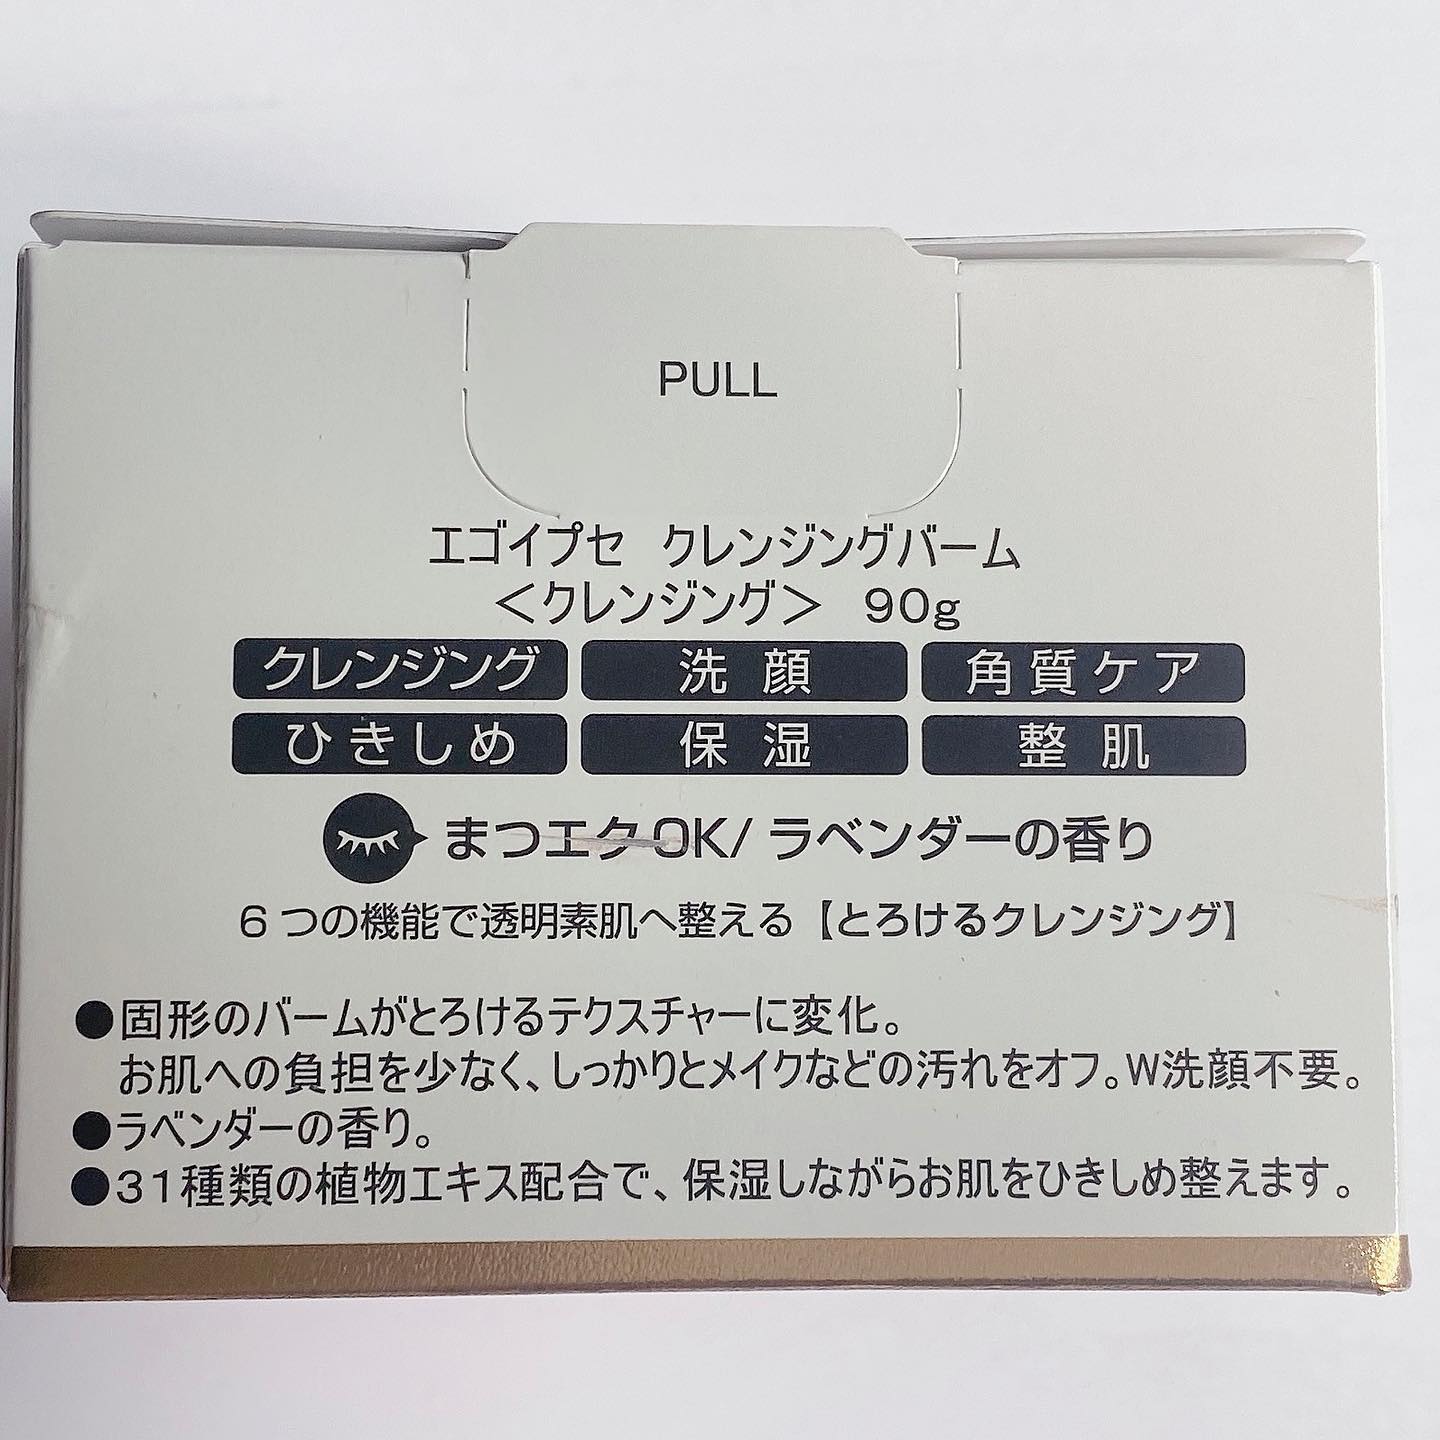 PULL
エゴイプセ クレンジングバーム
＜クレンジング＞ 90g
クレンジング 洗顔 角質ケア
ひきしめ 保湿 整肌
まつエクOK/ラベンダーの香り
6つの機能で透明素肌へ整える【とろけるクレンジング】
●固形のバームがとろけるテクスチャーに変化。
お肌への負担を少なく、しっかりとメイクなどの汚れをオフ。W洗顔不要。
●ラベンダーの香り。
●31種類の植物エキス配合で、保湿しながらお肌をひきしめ整えます。